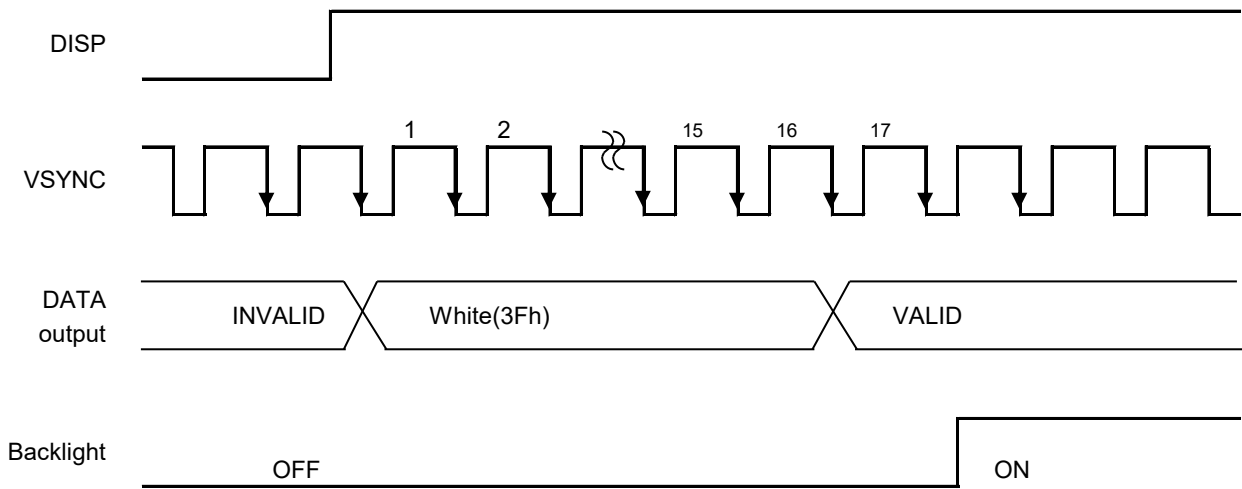 DISP
1 2 15 16 17
VSYNC
DATA
output
INVALID White(3Fh) VALID
Backlight
OFF ON